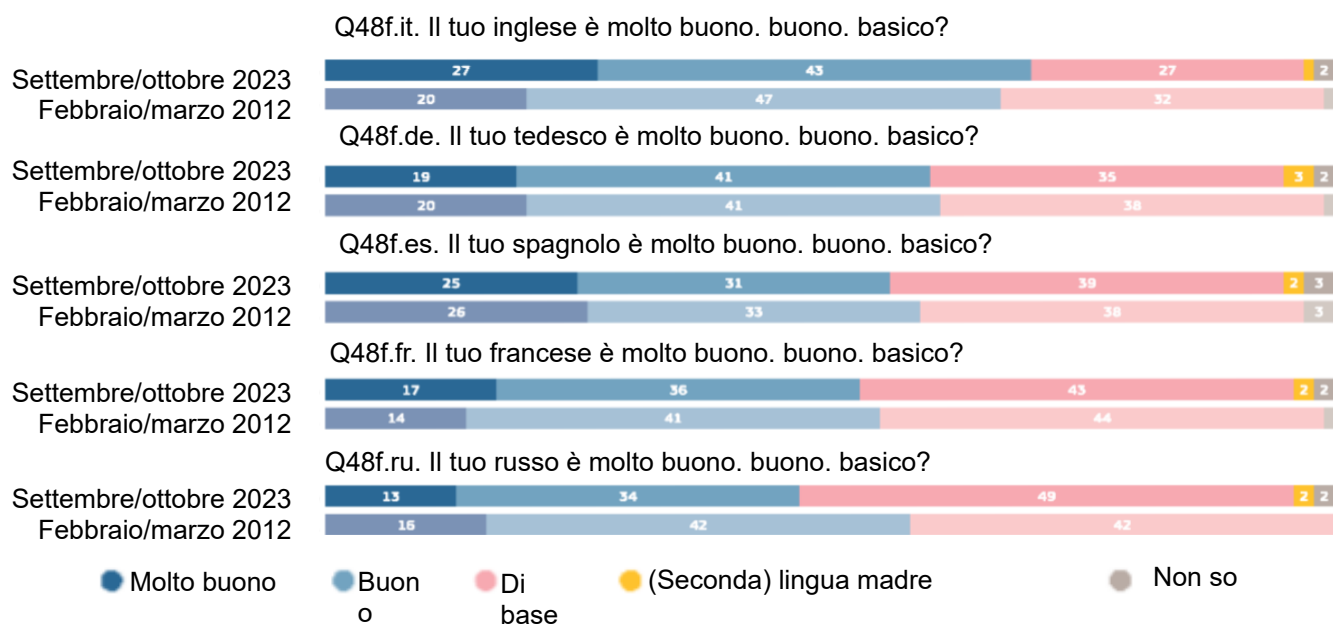 Q48f.it. Il tuo inglese è molto buono. buono. basico?
Settembre/ottobre 2023 27 43 27 2
Febbraio/marzo 2012 20 47 32
Q48f.de. Il tuo tedesco è molto buono. buono. basico?
Settembre/ottobre 2023 19 41 35 3 2
Febbraio/marzo 2012 20 41 38
Q48f.es. Il tuo spagnolo è molto buono. buono. basico?
Settembre/ottobre 2023 25 31 39 2 3
Febbraio/marzo 2012 26 33 38 3
Q48f.fr. Il tuo francese è molto buono. buono. basico?
Settembre/ottobre 2023 17 36 43 2 2
Febbraio/marzo 2012 14 41 44
Q48f.ru. Il tuo russo è molto buono. buono. basico?
Settembre/ottobre 2023 13 34 49 2 2
Febbraio/marzo 2012 16 42 42
Molto buono Buon Di (Seconda) lingua madre Non so
o base